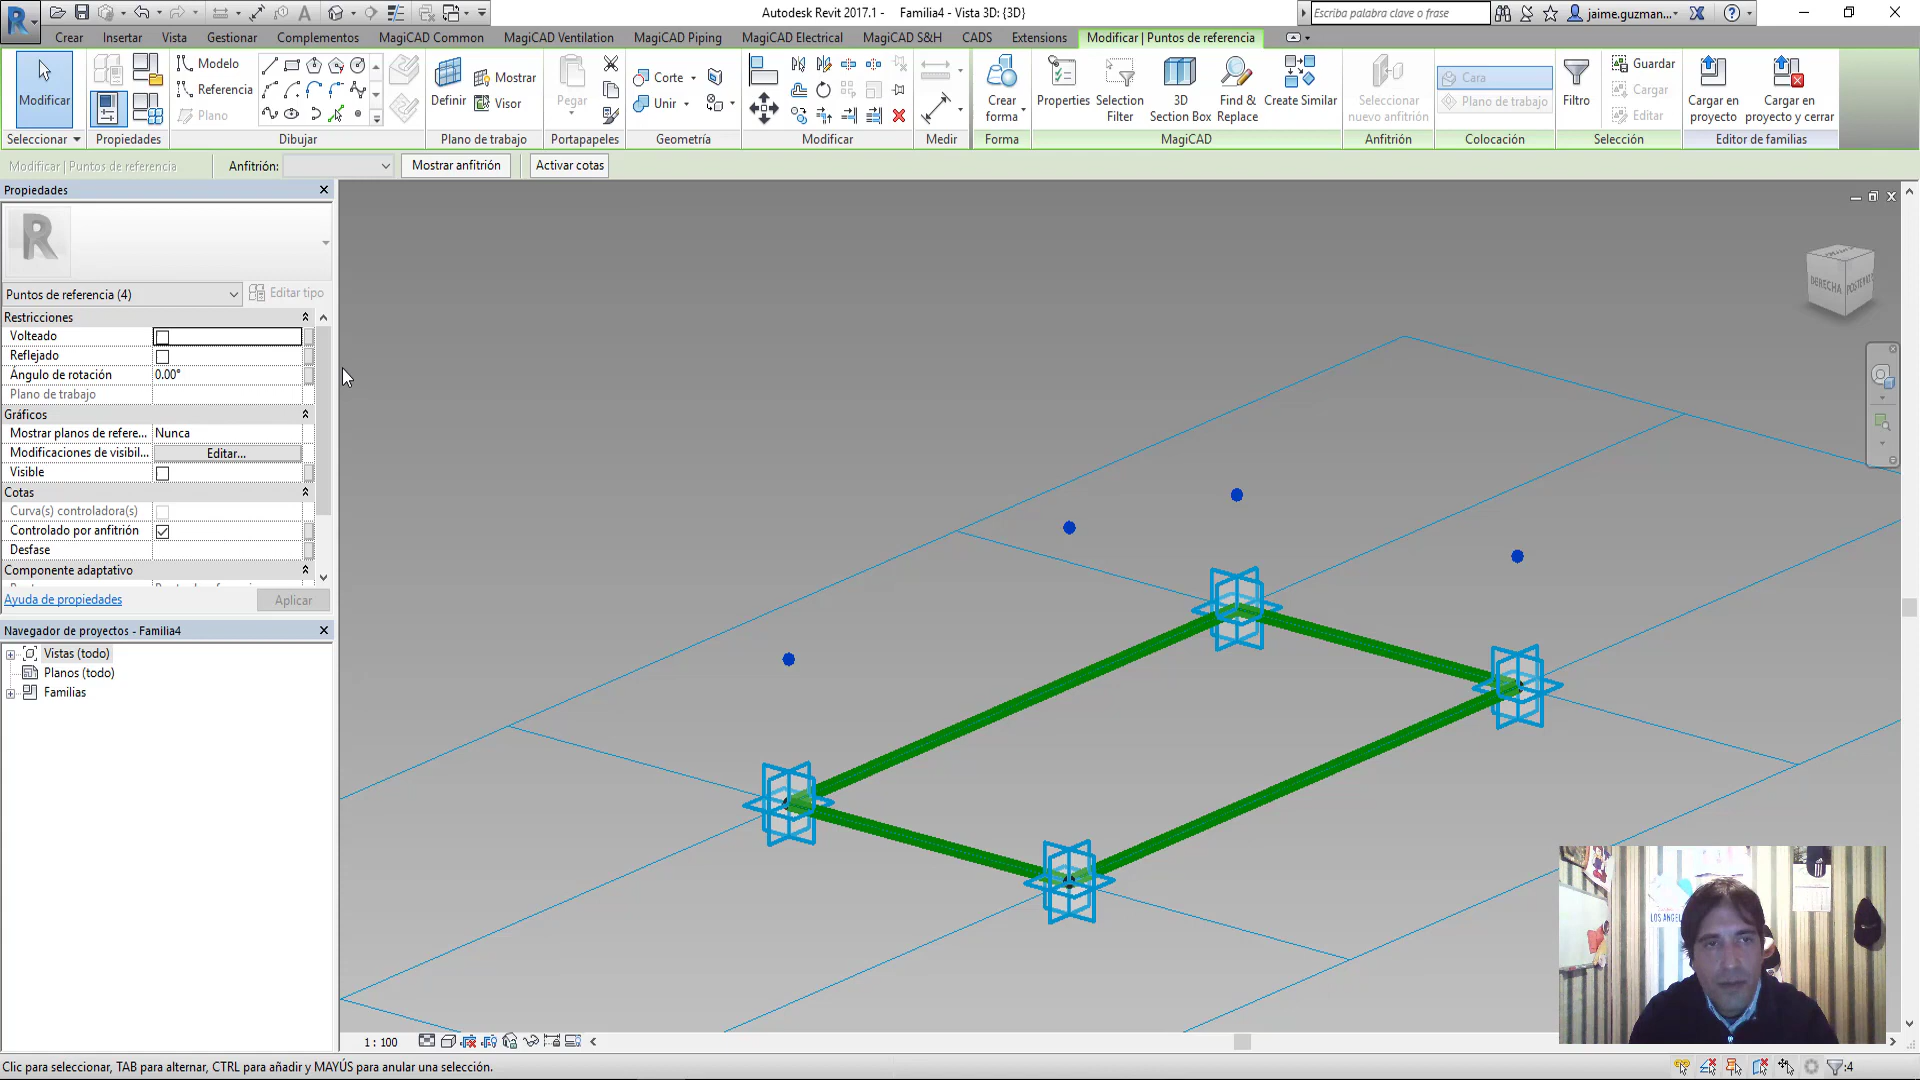 Autodesk Revit 2017.1 - Familia4 - Vista 3D: {3D}
Escriba palabra clave o frase
jaime.guzman...
Crear Insertar Vista Gestionar Complementos MagiCAD Common MagiCAD Ventilation MagiCAD Piping MagiCAD Electrical MagiCAD S&H CADS Extensions Modificar | Puntos de referencia
Modificar
Modelo
Referencia
Plano
Definir
Mostrar
Visor
Pegar
Corte
Unir
Crear forma
Properties
Selection Filter
3D Section Box
Find & Replace
Create Similar
Seleccionar nuevo anfitrión
Cara
Plano de trabajo
Filtro
Guardar
Cargar
Editar
Cargar en proyecto
Cargar en proyecto y cerrar
Seleccionar Propiedades Dibujar Plano de trabajo Portapapeles Geometría Modificar Medir Forma MagiCAD Anfitrión Colocación Selección Editor de familias
Modificar | Puntos de referencia Anfitrión: Mostrar anfitrión Activar cotas
Propiedades
R
Puntos de referencia (4) Editar tipo
Restricciones
Volteado
Reflejado
Ángulo de rotación 0.00°
Plano de trabajo
Gráficos
Mostrar planos de refere... Nunca
Modificaciones de visibil... Editar...
Visible
Cotas
Curva(s) controladora(s)
Controlado por anfitrión
Desfase
Componente adaptativo
Ayuda de propiedades Aplicar
Navegador de proyectos - Familia4
Vistas (todo)
Planos (todo)
Familias
DERECHA
LOS ANGEL
1 : 100
Clic para seleccionar, TAB para alternar, CTRL para añadir y MAYÚS para anular una selección.
:4